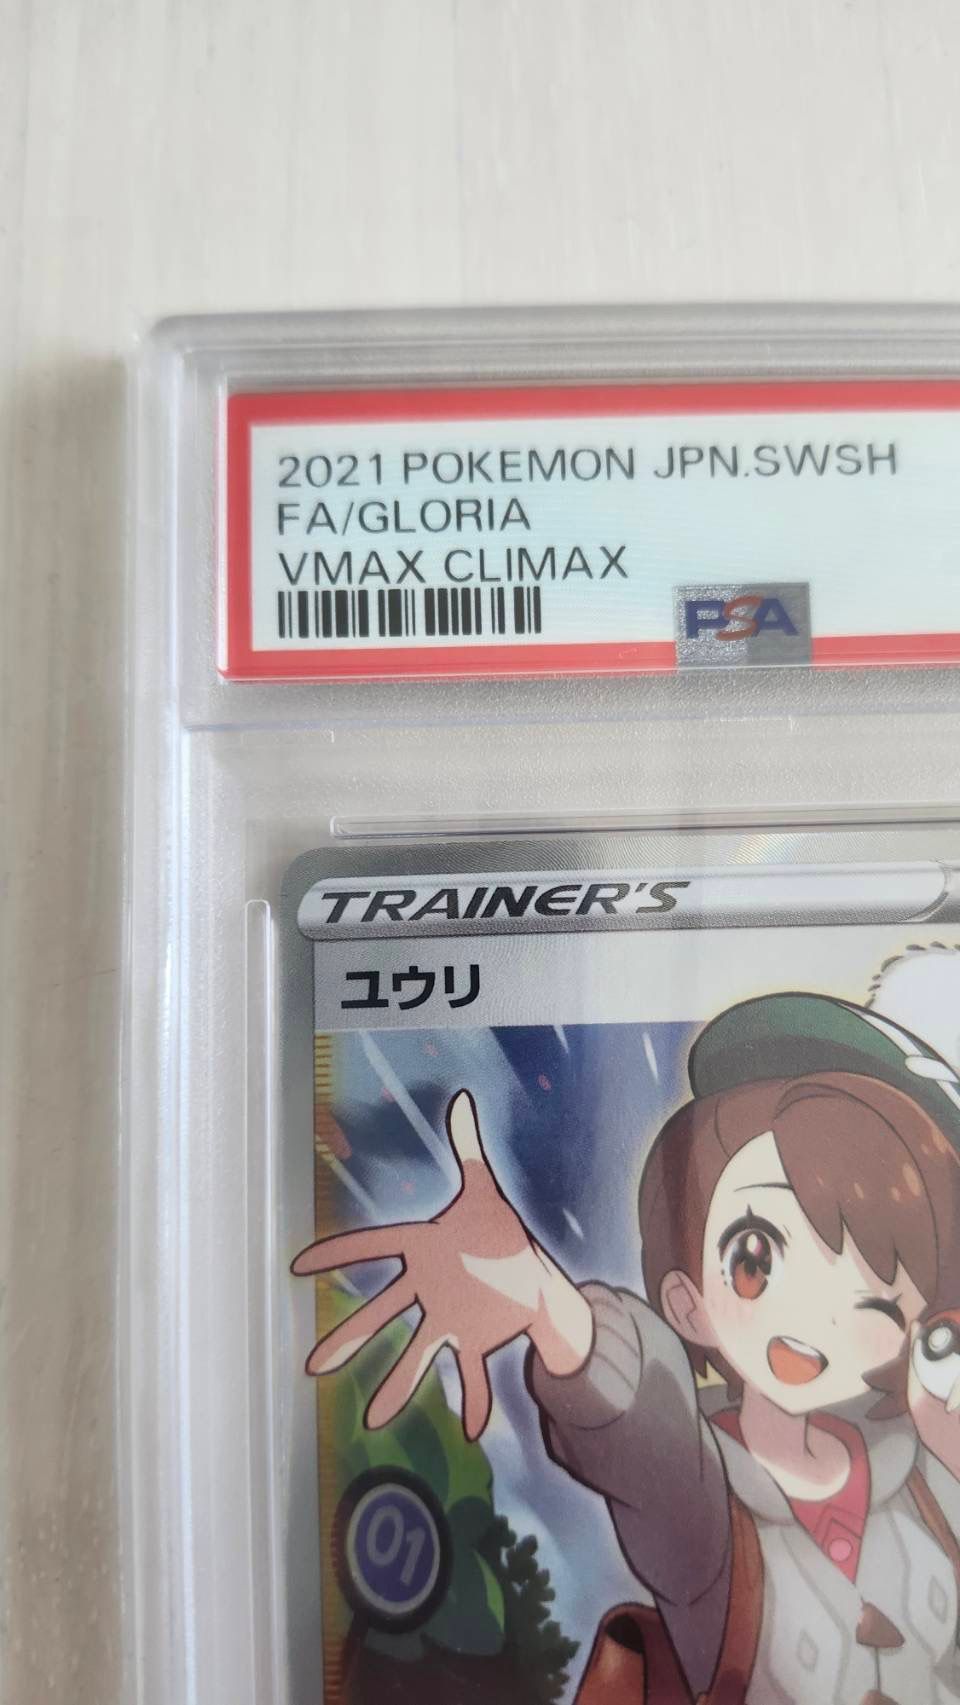 2021 POKEMON JPN.SWSH
FA/GLORIA
VMAX CLIMAX
PSA
TRAINER'S
ユウリ
01